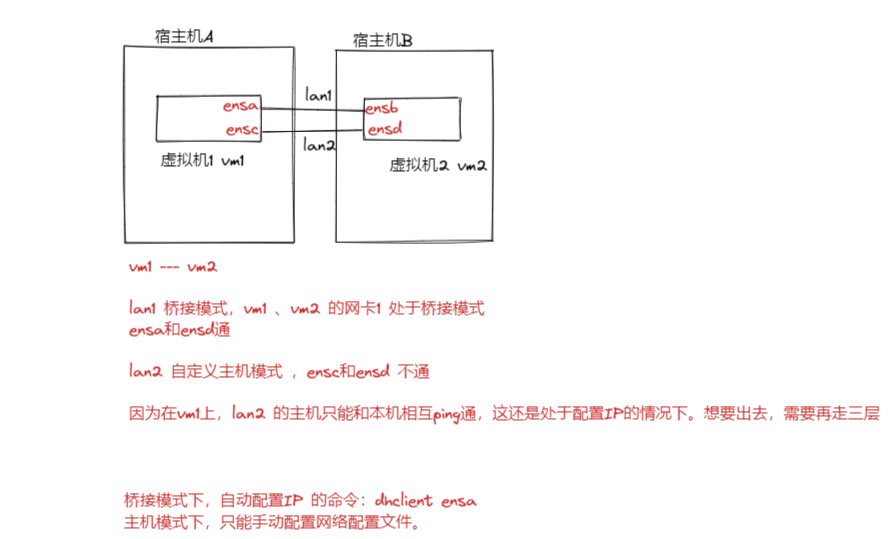 宿主机A
宿主机B
lan1
ensa
ensb
ensc
ensd
lan2
虚拟机1 vm1
虚拟机2 vm2
vm1 --- vm2
lan1 桥接模式，vm1 、vm2 的网卡1 处于桥接模式
ensa和ensd通
lan2 自定义主机模式 ，ensc和ensd 不通
因为在vm1上，lan2 的主机只能和本机相互ping通，这还是处于配置IP的情况下。想要出去，需要再走三层
桥接模式下，自动配置IP 的命令：dhclient ensa
主机模式下，只能手动配置网络配置文件。